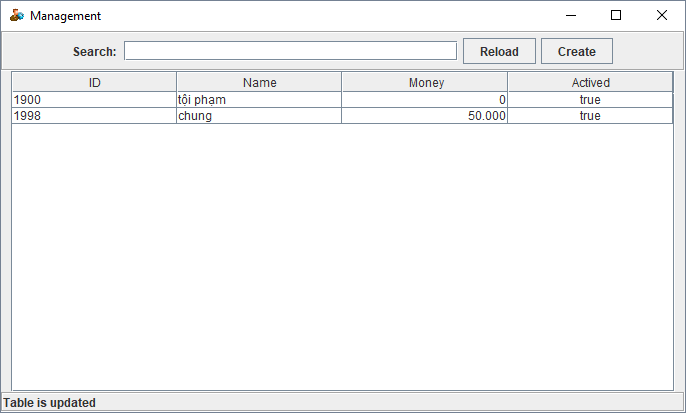 Management
Search: Reload Create
ID Name Money Actived
1900 tội phạm 0 true
1998 chung 50.000 true
Table is updated